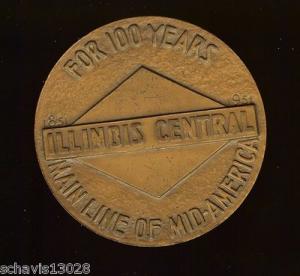 FOR 100 YEARS
1851 1951
ILLINOIS CENTRAL
MAIN LINE OF MID-AMERICA
schavis13028